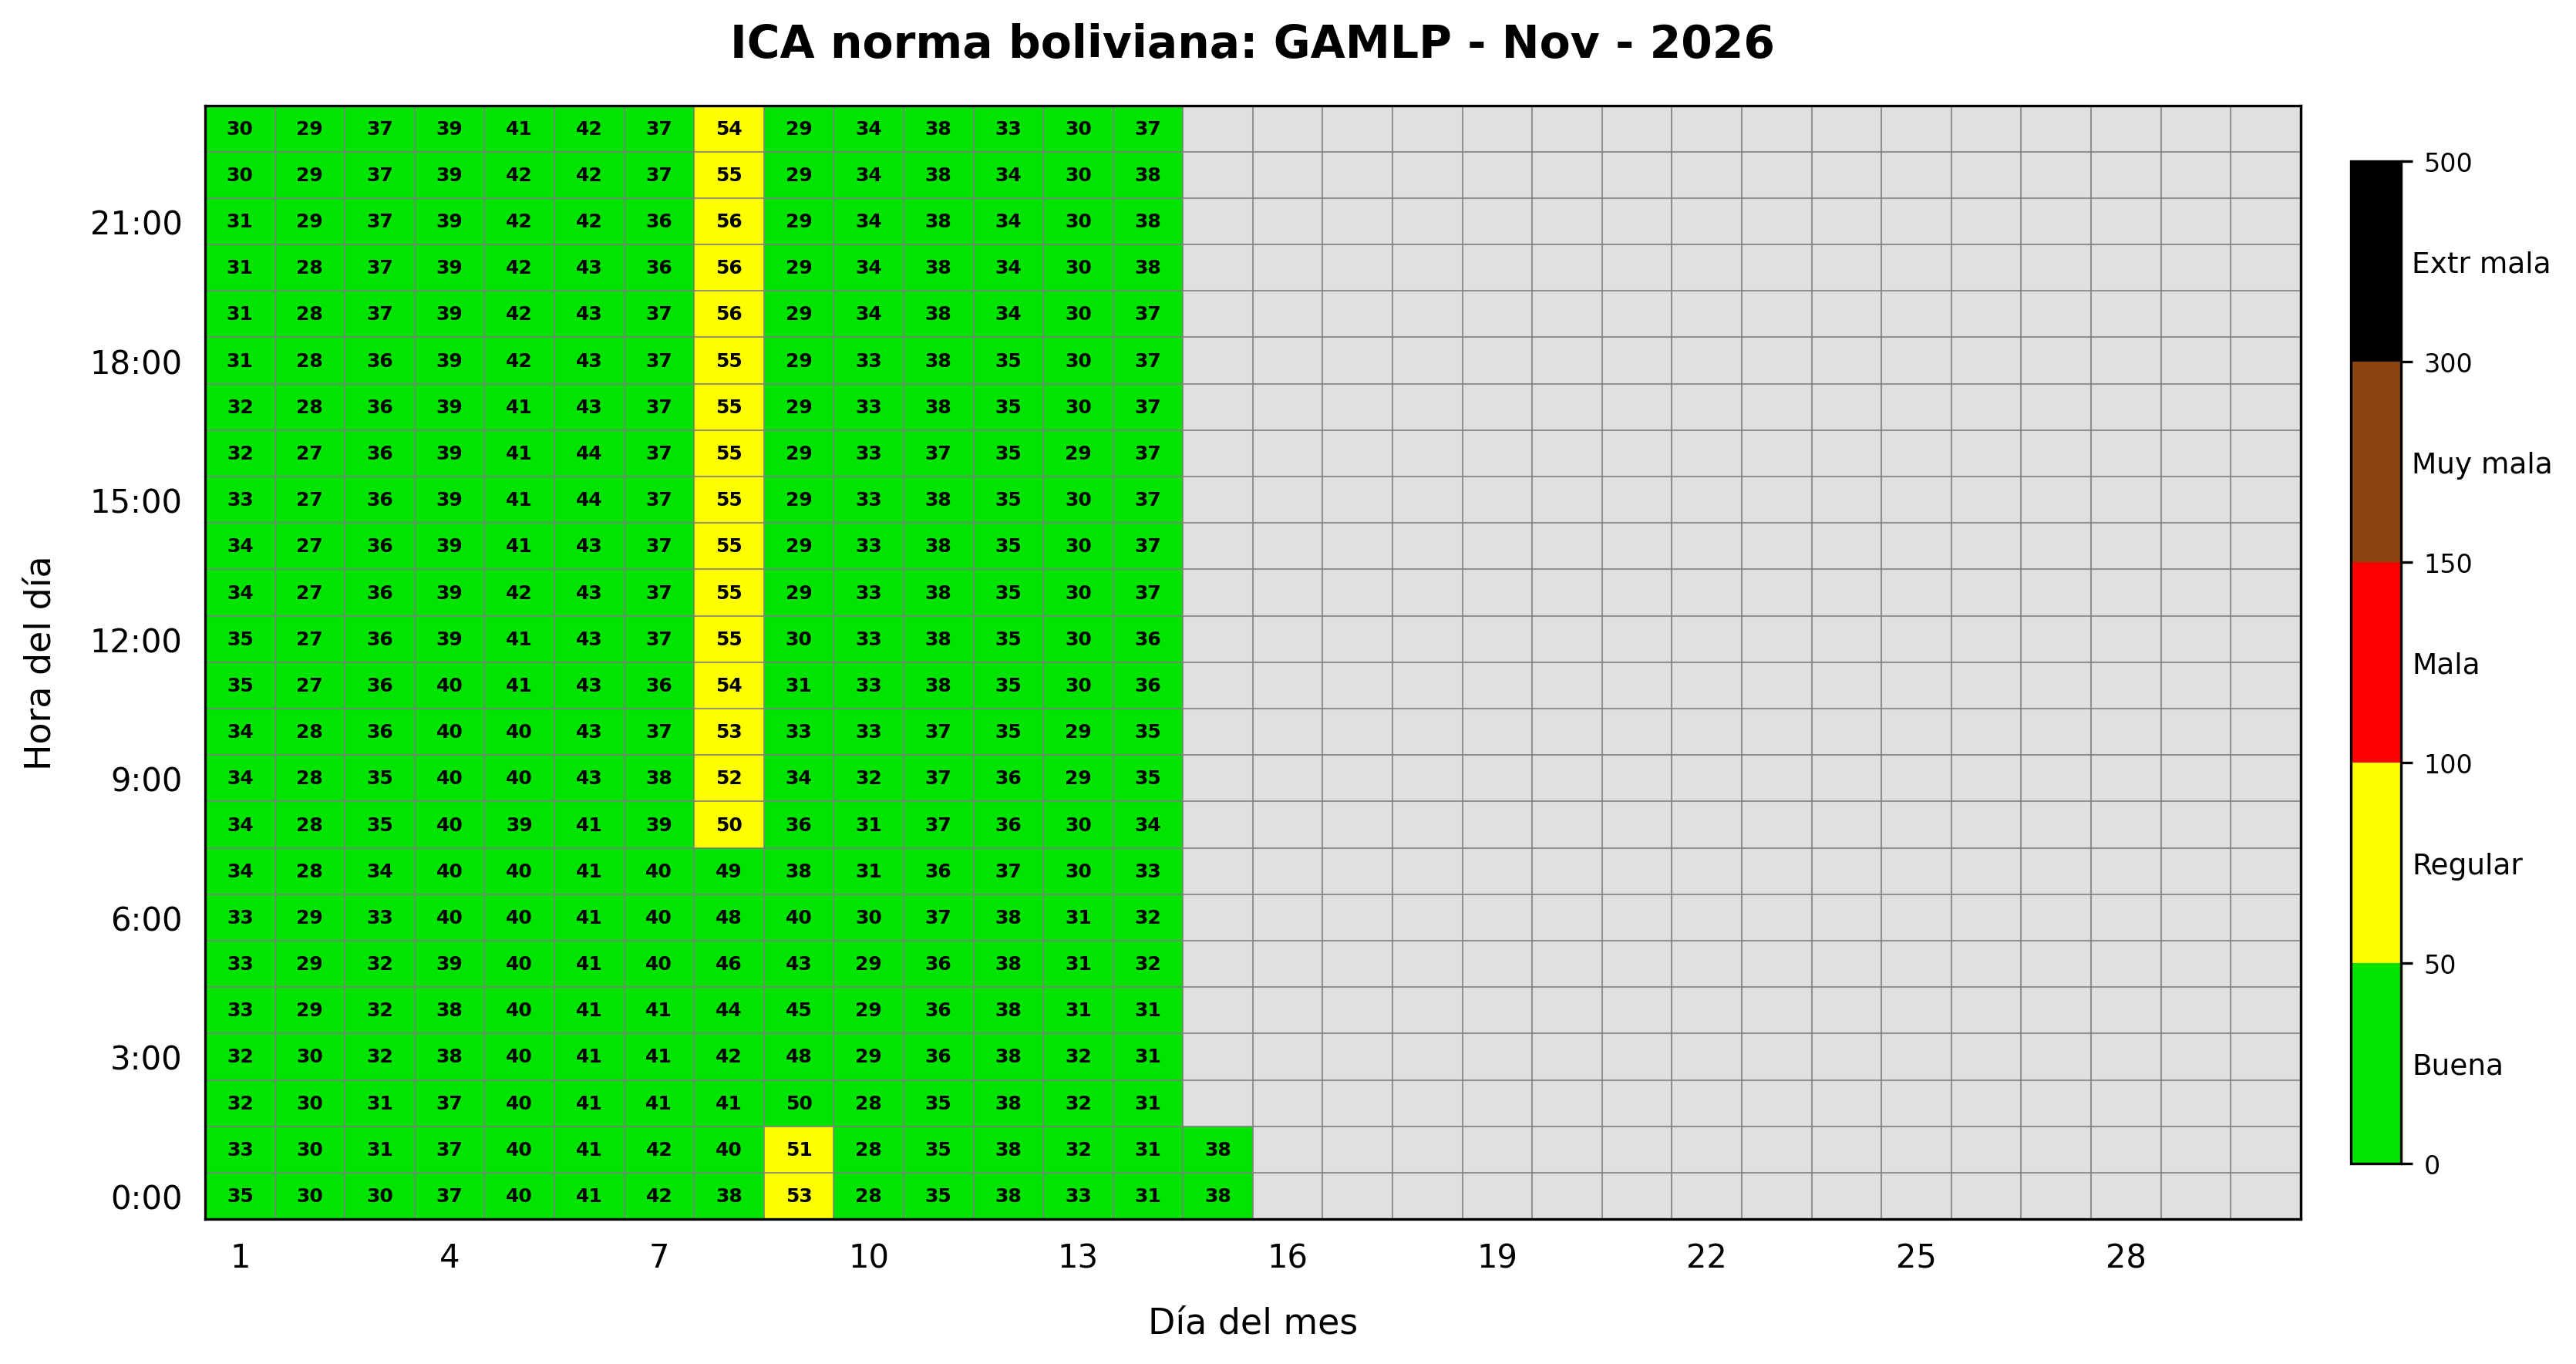 ICA norma boliviana: GAMLP - Nov - 2026
30 29 37 39 41 42 37 54 29 34 38 33 30 37
30 29 37 39 42 42 37 55 29 34 38 34 30 38
21:00 31 29 37 39 42 42 36 56 29 34 38 34 30 38
31 28 37 39 42 43 36 56 29 34 38 34 30 38
31 28 37 39 42 43 37 56 29 34 38 34 30 37
18:00 31 28 36 39 42 43 37 55 29 33 38 35 30 37
32 28 36 39 41 43 37 55 29 33 38 35 30 37
32 27 36 39 41 44 37 55 29 33 37 35 29 37
15:00 33 27 36 39 41 44 37 55 29 33 38 35 30 37
34 27 36 39 41 43 37 55 29 33 38 35 30 37
34 27 36 39 42 43 37 55 29 33 38 35 30 37
12:00 35 27 36 39 41 43 37 55 30 33 38 35 30 36
35 27 36 40 41 43 36 54 31 33 38 35 30 36
34 28 36 40 40 43 37 53 33 33 37 35 29 35
9:00 34 28 35 40 40 43 38 52 34 32 37 36 29 35
34 28 35 40 39 41 39 50 36 31 37 36 30 34
34 28 34 40 40 41 40 49 38 31 36 37 30 33
6:00 33 29 33 40 40 41 40 48 40 30 37 38 31 32
33 29 32 39 40 41 40 46 43 29 36 38 31 32
33 29 32 38 40 41 41 44 45 29 36 38 31 31
3:00 32 30 32 38 40 41 41 42 48 29 36 38 32 31
32 30 31 37 40 41 41 41 50 28 35 38 32 31
33 30 31 37 40 41 42 40 51 28 35 38 32 31 38
0:00 35 30 30 37 40 41 42 38 53 28 35 38 33 31 38
1 4 7 10 13 16 19 22 25 28
Día del mes
Hora del día
500
Extr mala
300
Muy mala
150
Mala
100
Regular
50
Buena
0